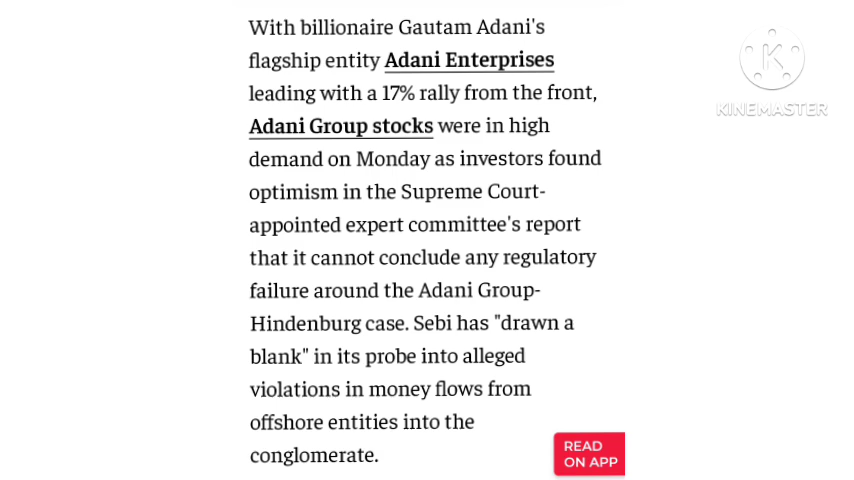 With billionaire Gautam Adani's
flagship entity Adani Enterprises
leading with a 17% rally from the front,
Adani Group stocks were in high
demand on Monday as investors found
optimism in the Supreme Court-
appointed expert committee's report
that it cannot conclude any regulatory
failure around the Adani Group-
Hindenburg case. Sebi has "drawn a
blank" in its probe into alleged
violations in money flows from
offshore entities into the
conglomerate.
READ
ON APP
K
KINEMASTER